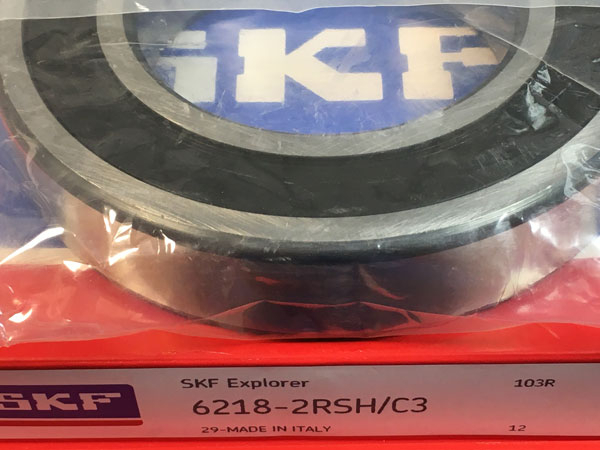 SKF
SKF
SKF Explorer 103R
6218-2RSH/C3
29-MADE IN ITALY 12